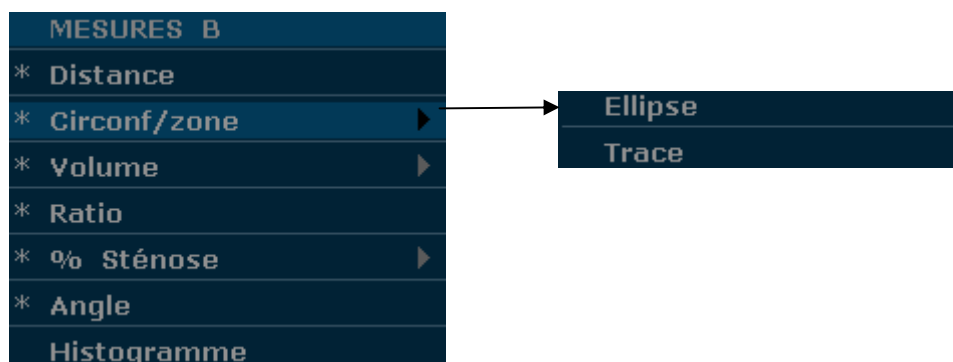 MESURES B
* Distance
* Circonf/zone
* Volume
* Ratio
* % Sténose
* Angle
Histogramme
Ellipse
Trace